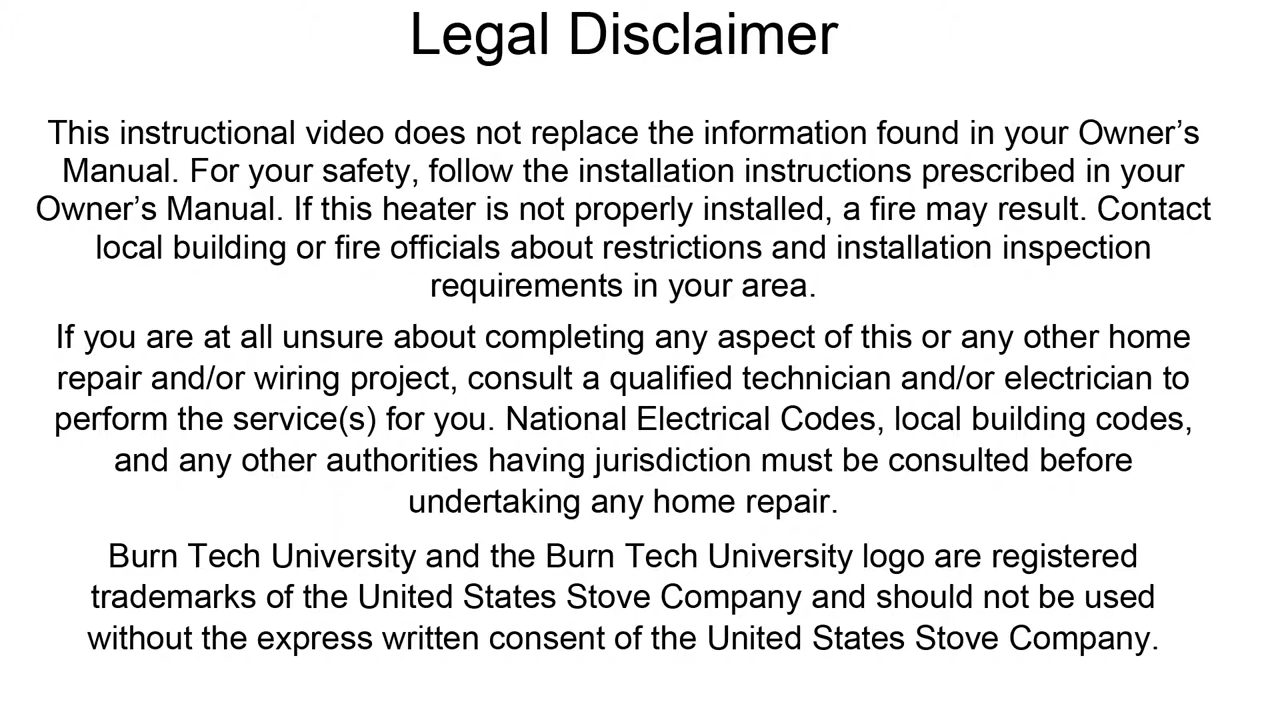 Legal Disclaimer
This instructional video does not replace the information found in your Owner’s
Manual. For your safety, follow the installation instructions prescribed in your
Owner’s Manual. If this heater is not properly installed, a fire may result. Contact
local building or fire officials about restrictions and installation inspection
requirements in your area.
If you are at all unsure about completing any aspect of this or any other home
repair and/or wiring project, consult a qualified technician and/or electrician to
perform the service(s) for you. National Electrical Codes, local building codes,
and any other authorities having jurisdiction must be consulted before
undertaking any home repair.
Burn Tech University and the Burn Tech University logo are registered
trademarks of the United States Stove Company and should not be used
without the express written consent of the United States Stove Company.